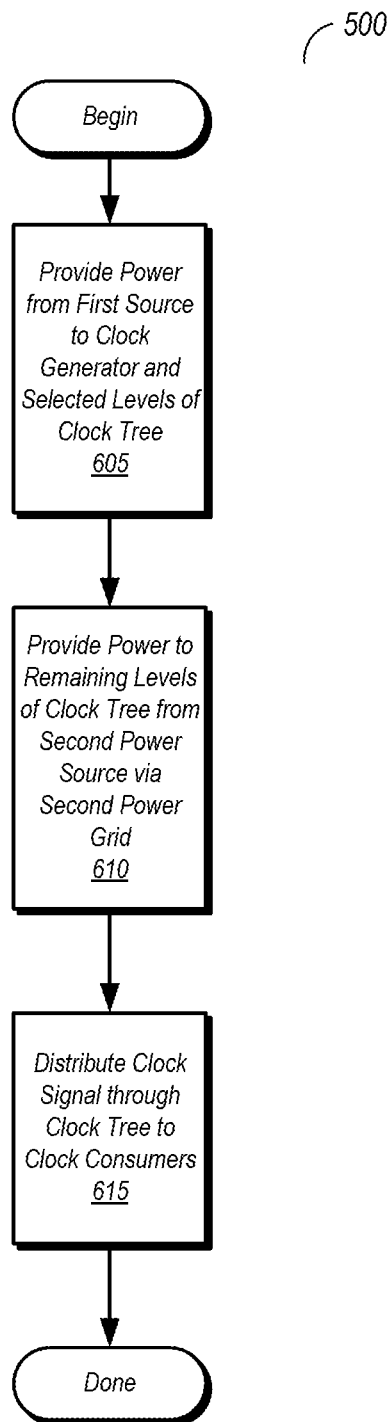 500
Begin
Provide Power
from First Source
to Clock
Generator and
Selected Levels of
Clock Tree
605
Provide Power to
Remaining Levels
of Clock Tree from
Second Power
Source via
Second Power
Grid
610
Distribute Clock
Signal through
Clock Tree to
Clock Consumers
615
Done